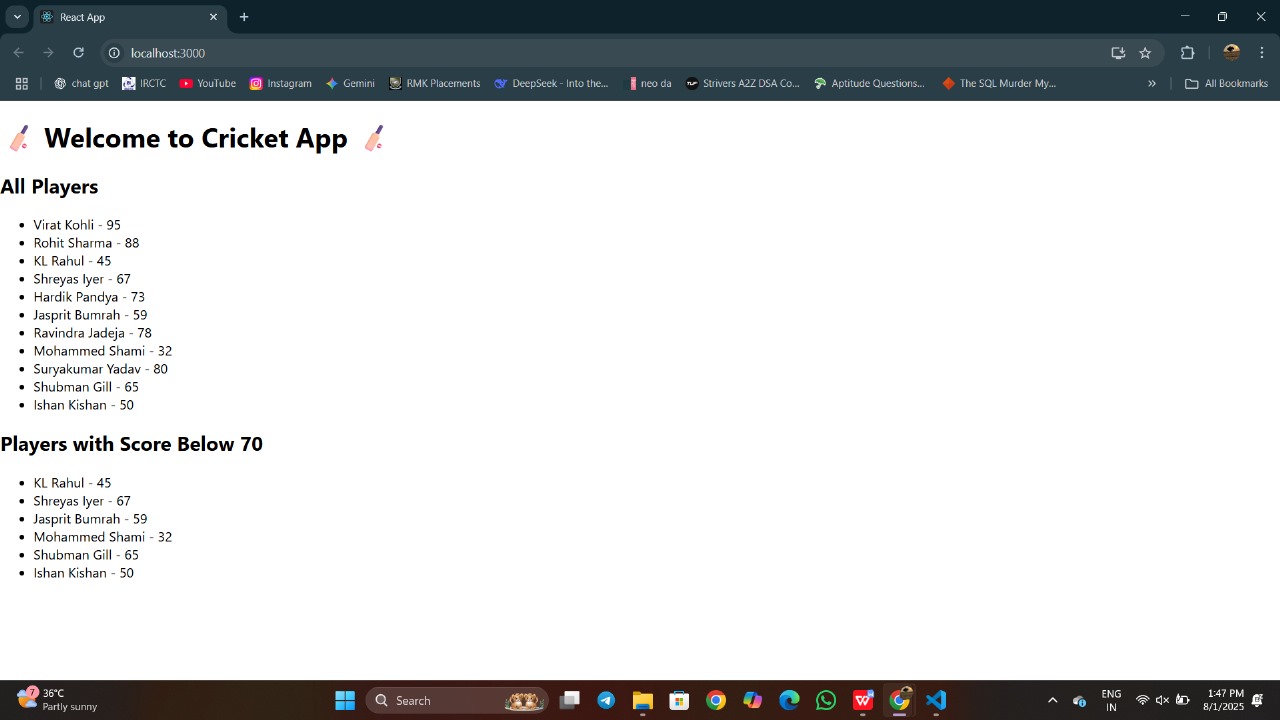 React App
localhost:3000
chat gpt IRCTC YouTube Instagram Gemini RMK Placements DeepSeek - Into the... neo da TUF Strivers A2Z DSA Co... Aptitude Questions... The SQL Murder My... » All Bookmarks
Welcome to Cricket App
All Players
• Virat Kohli - 95
• Rohit Sharma - 88
• KL Rahul - 45
• Shreyas Iyer - 67
• Hardik Pandya - 73
• Jasprit Bumrah - 59
• Ravindra Jadeja - 78
• Mohammed Shami - 32
• Suryakumar Yadav - 80
• Shubman Gill - 65
• Ishan Kishan - 50
Players with Score Below 70
• KL Rahul - 45
• Shreyas Iyer - 67
• Jasprit Bumrah - 59
• Mohammed Shami - 32
• Shubman Gill - 65
• Ishan Kishan - 50
7 36°C
Partly sunny
Search
ENG
IN
1:47 PM
8/1/2025